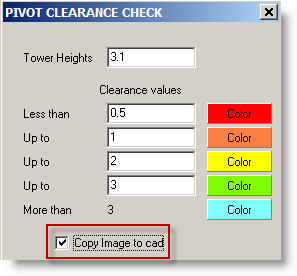 PIVOT CLEARANCE CHECK
Tower Heights 3.1
Clearance values
Less than 0.5 Color
Up to 1 Color
Up to 2 Color
Up to 3 Color
More than 3 Color
Copy Image to cad